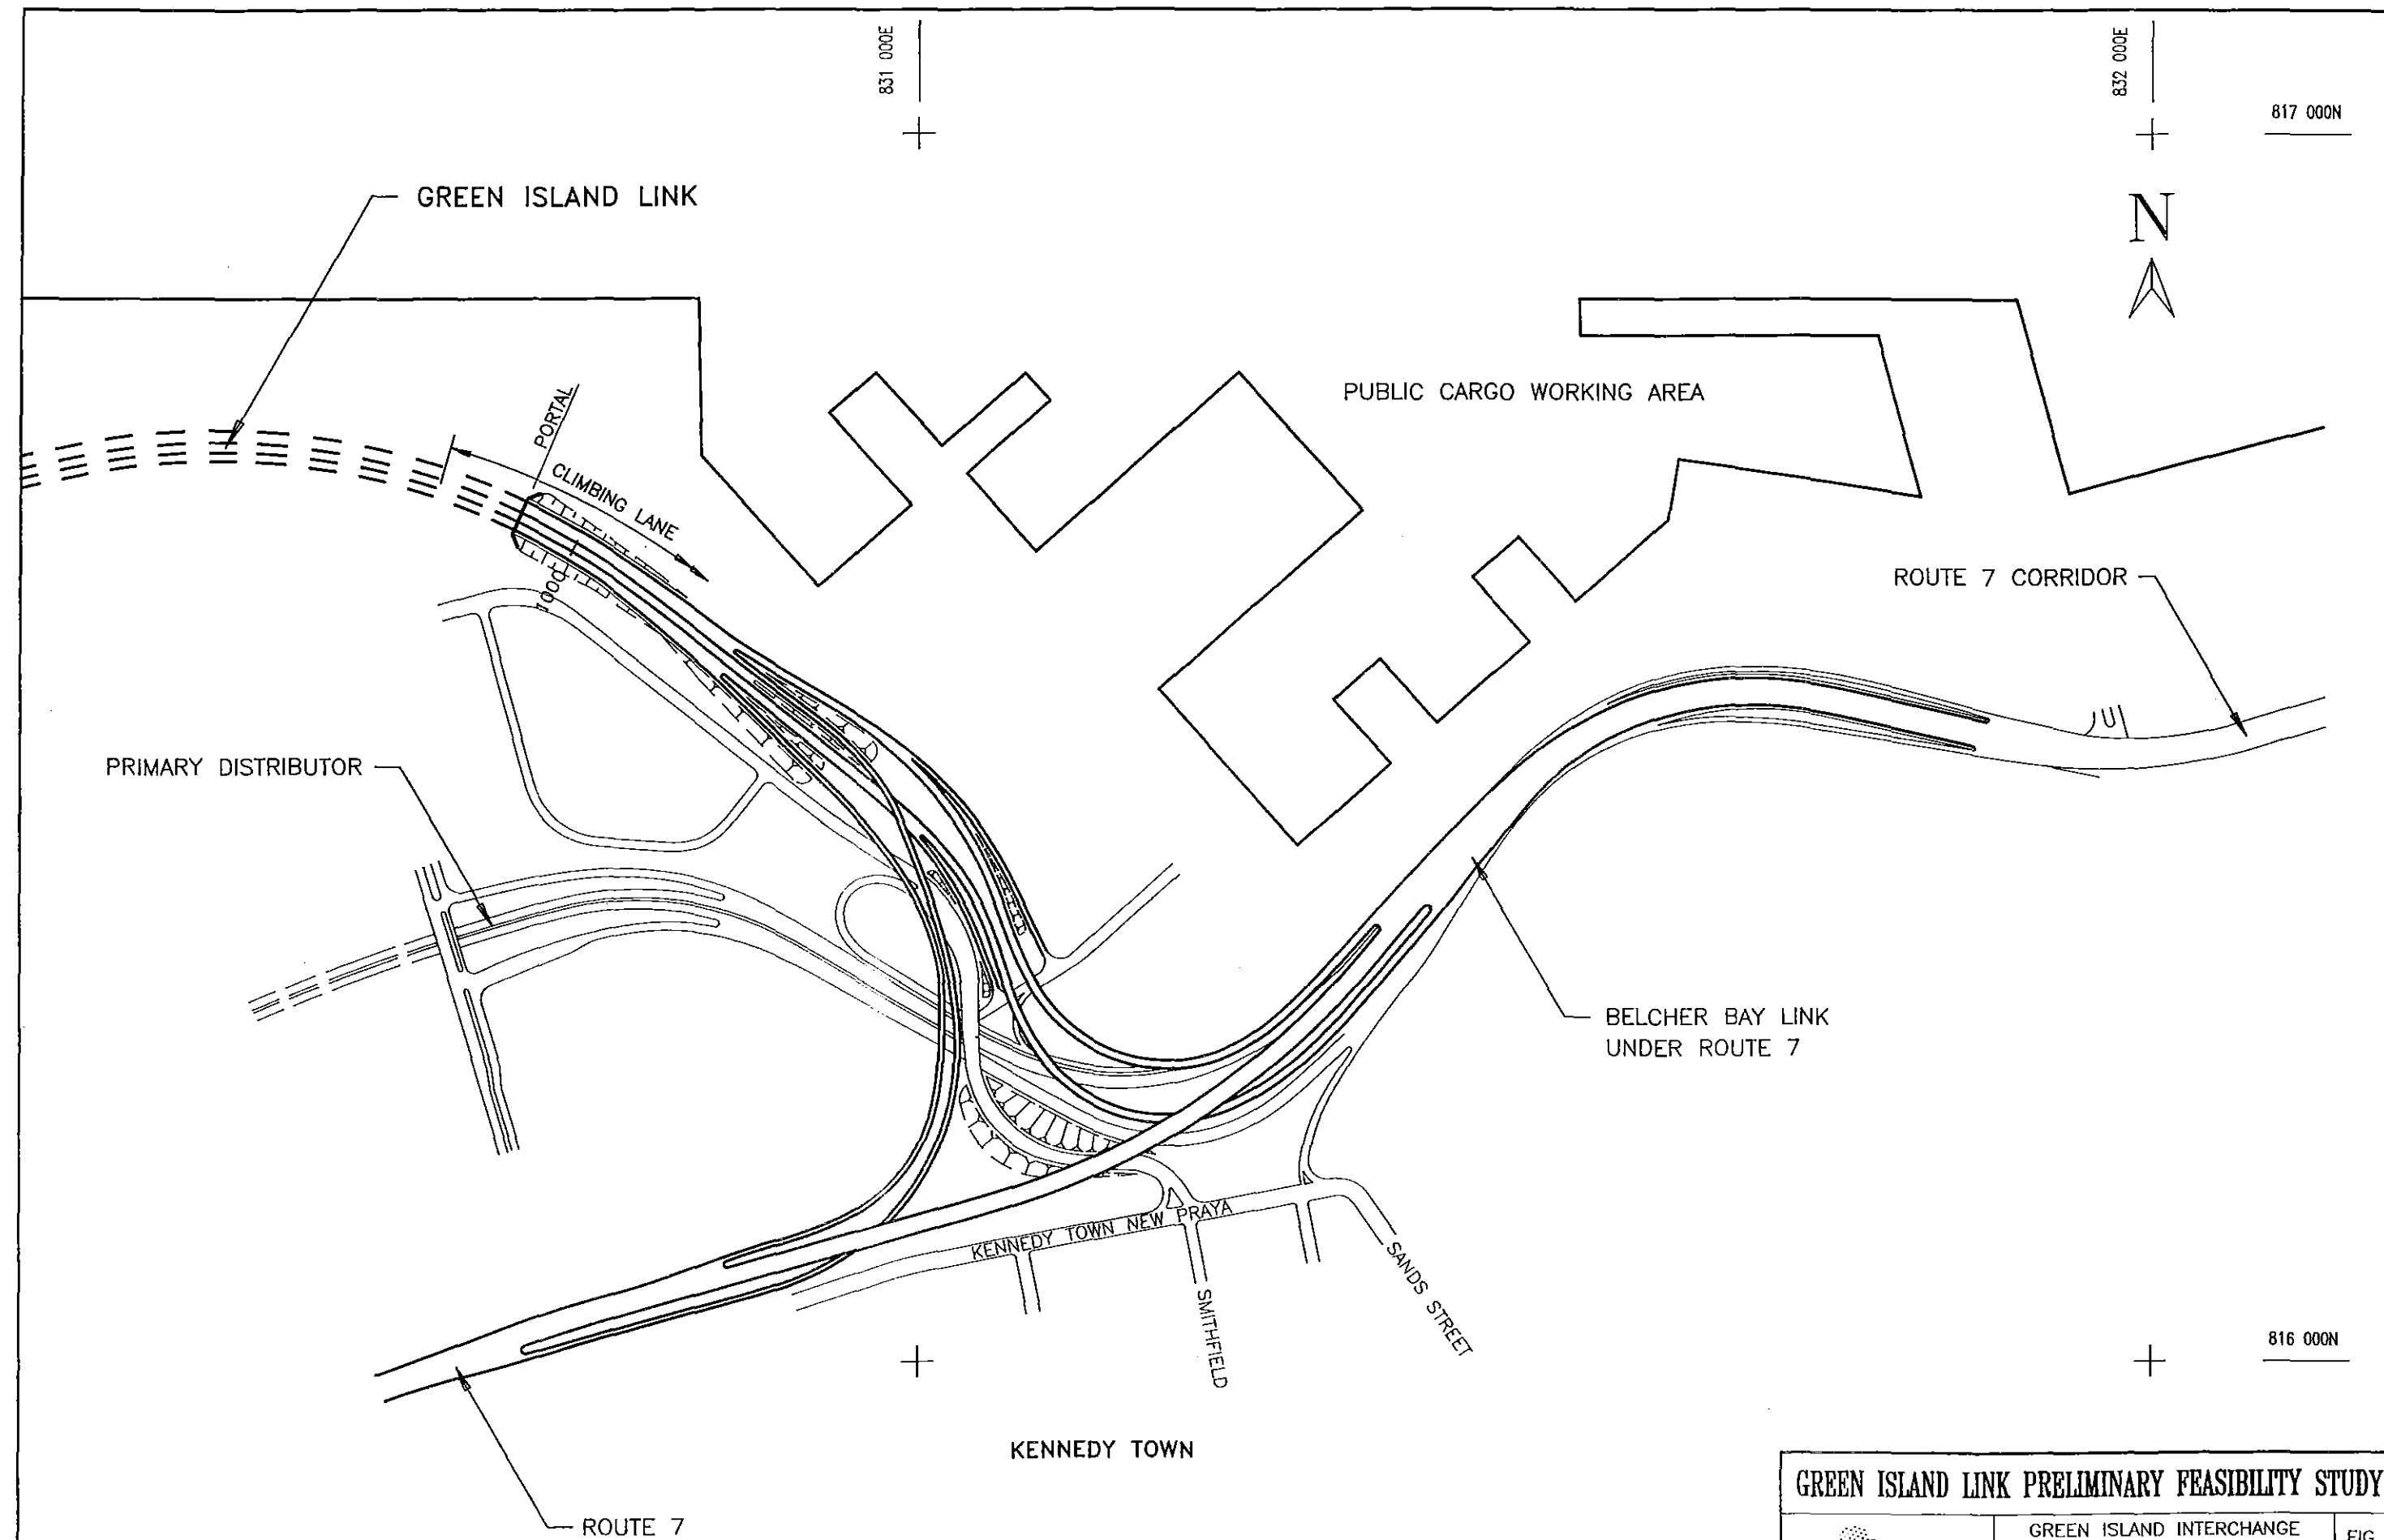 831 000E
832 000E
817 000N
GREEN ISLAND LINK
N
PORTAL
CLIMBING LANE
PUBLIC CARGO WORKING AREA
1000
ROUTE 7 CORRIDOR
PRIMARY DISTRIBUTOR
BELCHER BAY LINK
UNDER ROUTE 7
KENNEDY TOWN NEW PRAYA
SMITHFIELD
SANDS STREET
816 000N
KENNEDY TOWN
ROUTE 7
GREEN ISLAND LINK PRELIMINARY FEASIBILITY STUDY
GREEN ISLAND INTERCHANGE
FIG